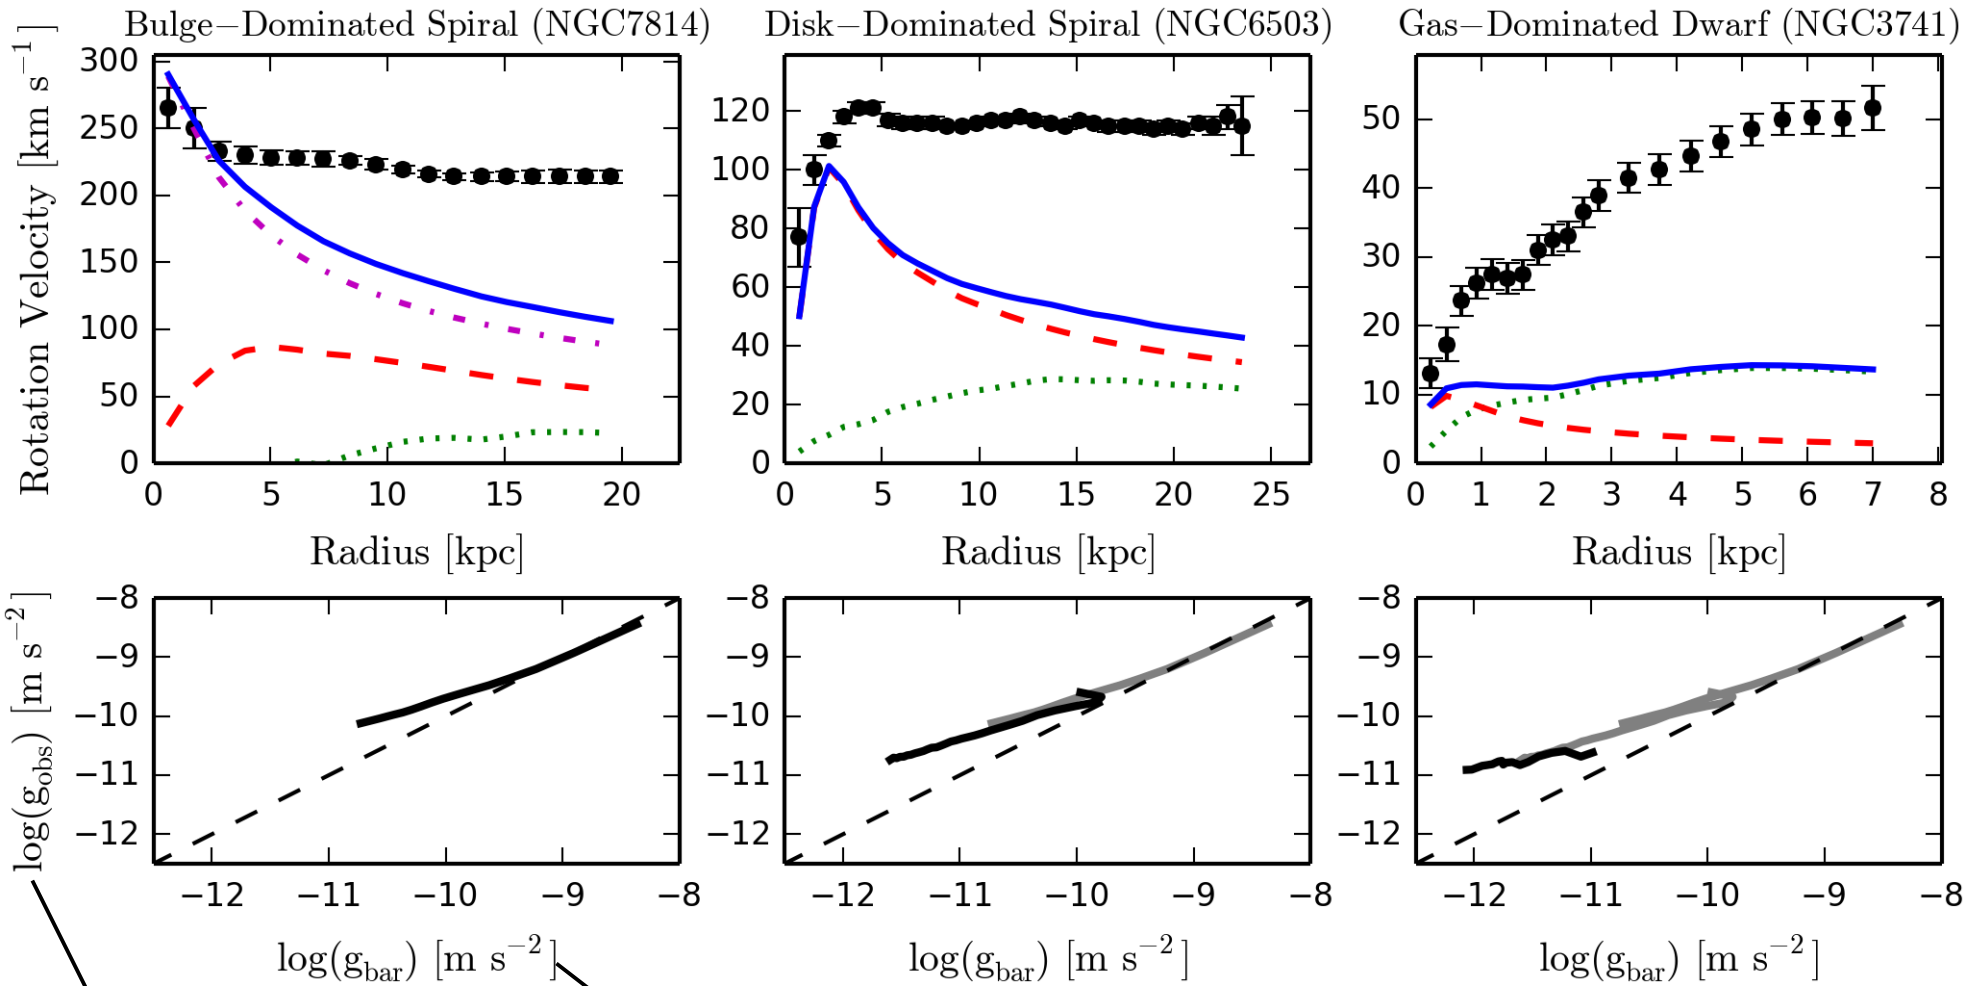 Bulge−Dominated Spiral (NGC7814)
Disk−Dominated Spiral (NGC6503)
Gas−Dominated Dwarf (NGC3741)
Rotation Velocity [km s⁻¹]
300
250
200
150
100
50
0
0 5 10 15 20
Radius [kpc]
120
100
80
60
40
20
0
0 5 10 15 20 25
Radius [kpc]
50
40
30
20
10
0
0 1 2 3 4 5 6 7 8
Radius [kpc]
log(g_obs) [m s⁻²]
−8
−9
−10
−11
−12
−12 −11 −10 −9 −8
log(g_bar) [m s⁻²]
−8
−9
−10
−11
−12
−12 −11 −10 −9 −8
log(g_bar) [m s⁻²]
−8
−9
−10
−11
−12
−12 −11 −10 −9 −8
log(g_bar) [m s⁻²]